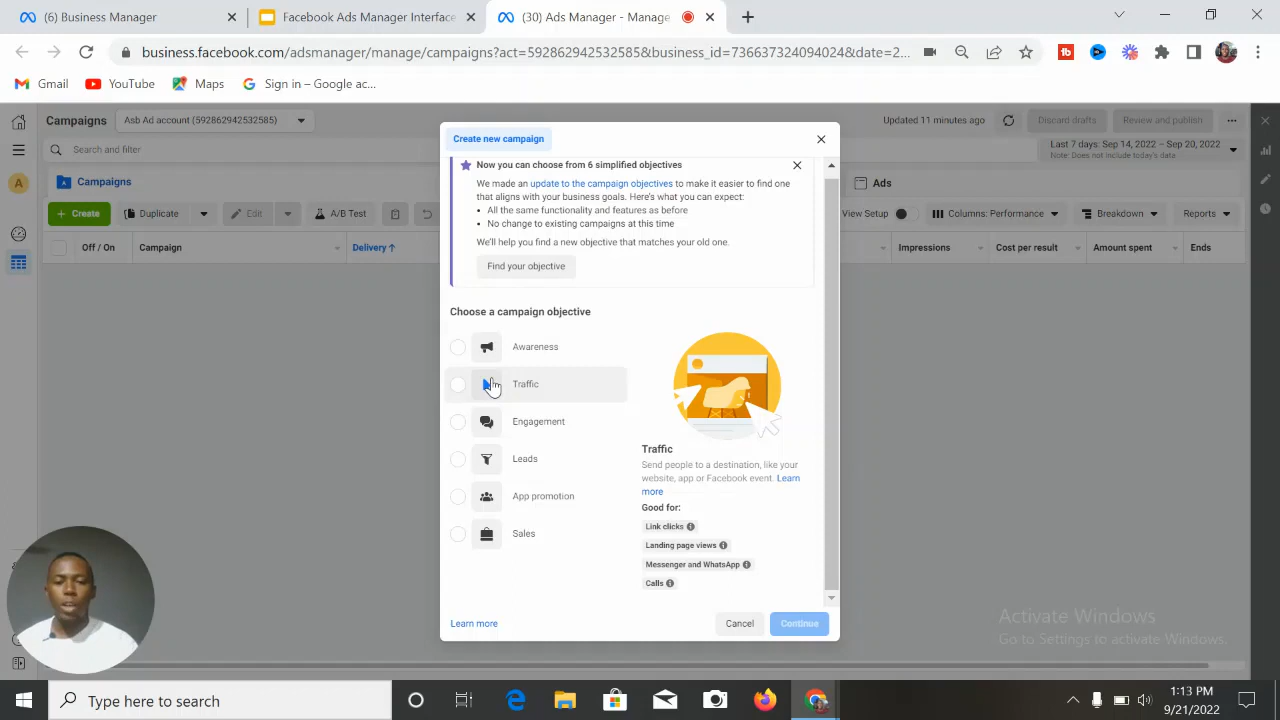 (6) Business Manager
Facebook Ads Manager Interface
(30) Ads Manager - Manage
business.facebook.com/adsmanager/manage/campaigns?act=592862942532585&business_id=736637324094024&date=2...
Gmail
YouTube
Maps
Sign in – Google ac...
Campaigns
Asb Ad account (592862942532585)
Updated 11 minutes ago
Discard drafts
Review and publish
Search and filter
Last 7 days: Sep 14, 2022 – Sep 20, 2022
Note: Does not include today's data
A
Campaigns
Ads
+ Create
Duplicate
Edit
A/B Test
View Setup
Columns: Performance
Breakdown
Reports
Off / On
Campaign
Delivery ↑
Impressions
Cost per result
Amount spent
Ends
Create new campaign
Now you can choose from 6 simplified objectives
We made an update to the campaign objectives to make it easier to find one
that aligns with your business goals. Here's what you can expect:
• All the same functionality and features as before
• No change to existing campaigns at this time
We'll help you find a new objective that matches your old one.
Find your objective
Choose a campaign objective
Awareness
Traffic
Engagement
Leads
App promotion
Sales
Traffic
Send people to a destination, like your
website, app or Facebook event. Learn
more
Good for:
Link clicks
Landing page views
Messenger and WhatsApp
Calls
Learn more
Cancel
Continue
Activate Windows
Go to Settings to activate Windows.
Type here to search
1:13 PM
9/21/2022